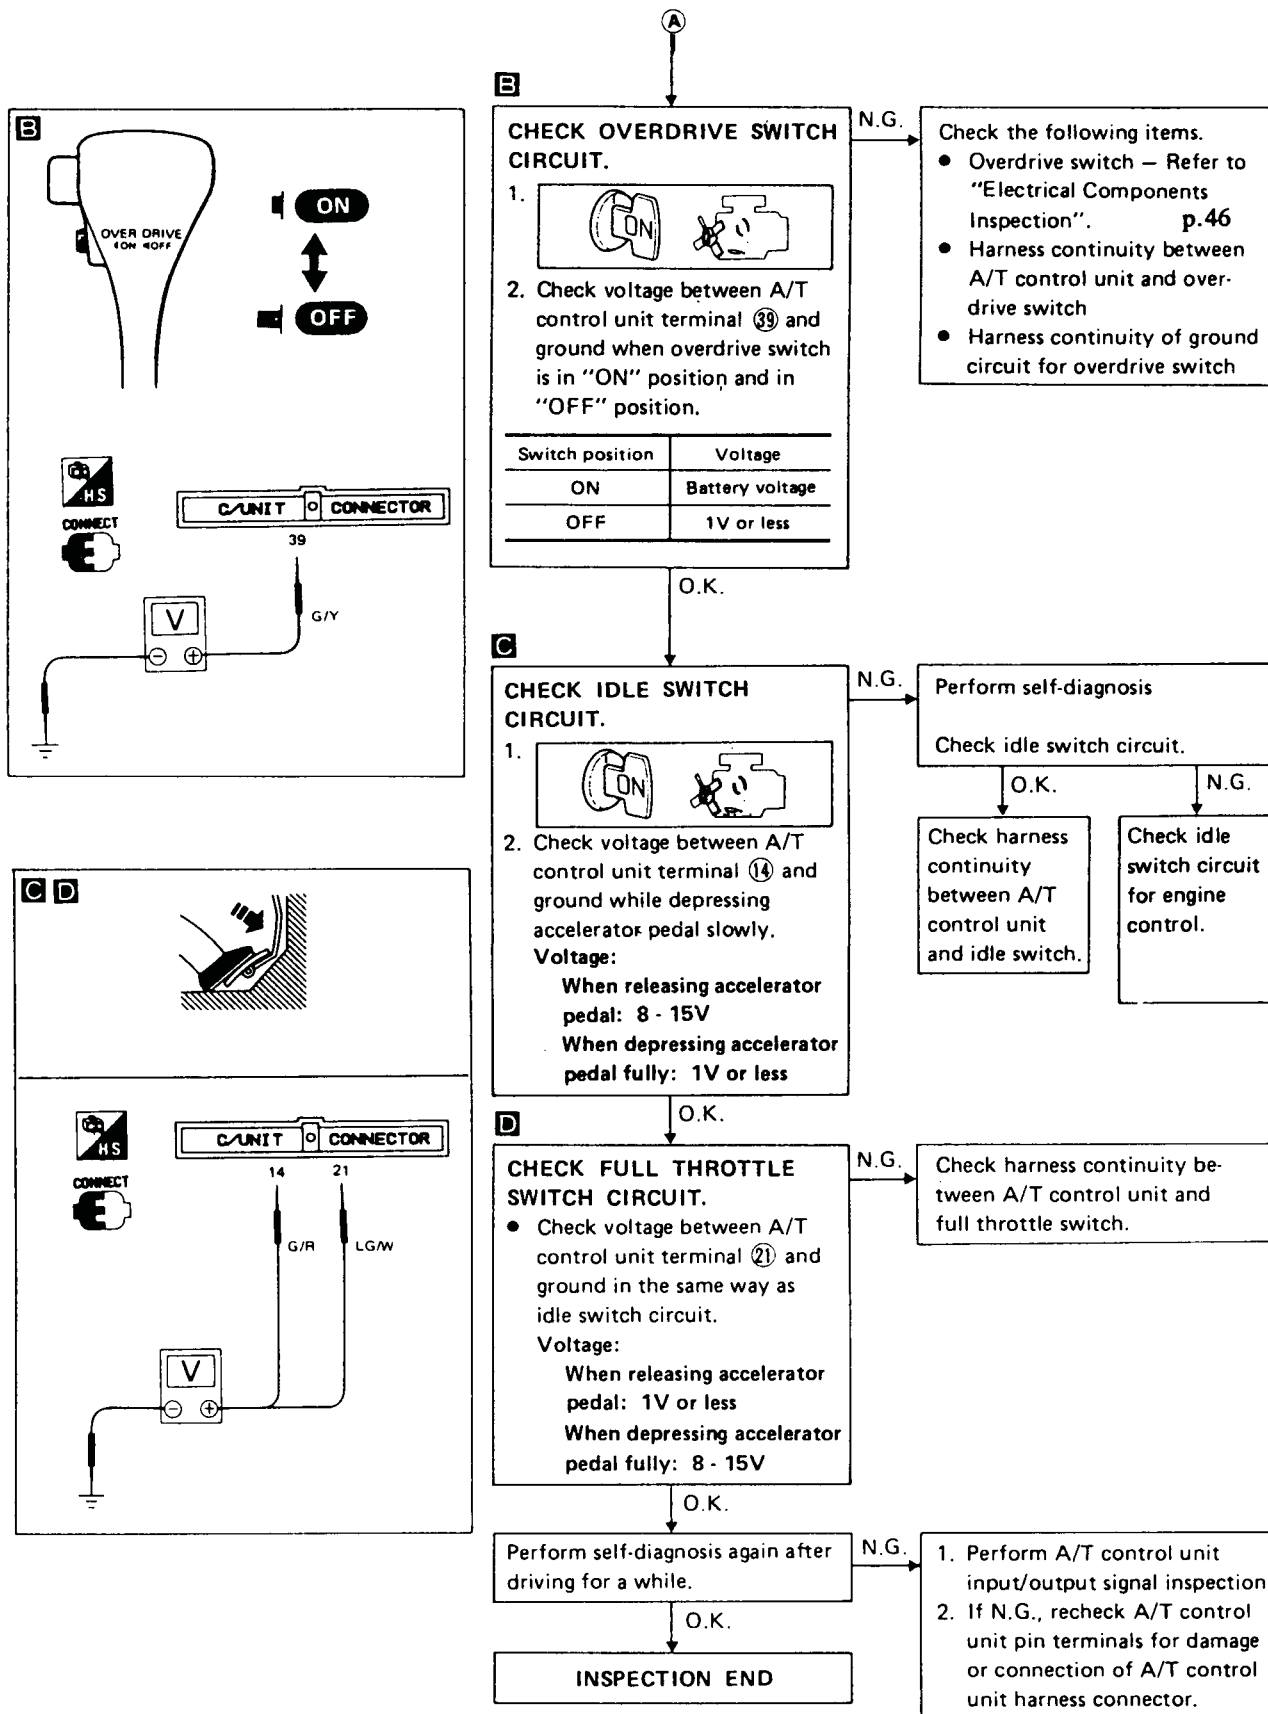 A
B
CHECK OVERDRIVE SWITCH
CIRCUIT.
1.
ON
2. Check voltage between A/T
control unit terminal 39 and
ground when overdrive switch
is in "ON" position and in
"OFF" position.
Switch position Voltage
ON Battery voltage
OFF 1V or less
N.G.
Check the following items.
● Overdrive switch — Refer to
"Electrical Components
Inspection". p.46
● Harness continuity between
A/T control unit and over-
drive switch
● Harness continuity of ground
circuit for overdrive switch
O.K.
B
OVER DRIVE
ON OFF
ON
OFF
H.S
CONNECT
C/UNIT CONNECTOR
39
G/Y
V
C
CHECK IDLE SWITCH
CIRCUIT.
1.
ON
2. Check voltage between A/T
control unit terminal 14 and
ground while depressing
accelerator pedal slowly.
Voltage:
When releasing accelerator
pedal: 8 - 15V
When depressing accelerator
pedal fully: 1V or less
N.G.
Perform self-diagnosis
Check idle switch circuit.
O.K.
N.G.
Check harness
continuity
between A/T
control unit
and idle switch.
Check idle
switch circuit
for engine
control.
O.K.
C D
HS
CONNECT
C/UNIT CONNECTOR
14 21
G/R LG/W
V
D
CHECK FULL THROTTLE
SWITCH CIRCUIT.
● Check voltage between A/T
control unit terminal 21 and
ground in the same way as
idle switch circuit.
Voltage:
When releasing accelerator
pedal: 1V or less
When depressing accelerator
pedal fully: 8 - 15V
N.G.
Check harness continuity be-
tween A/T control unit and
full throttle switch.
O.K.
Perform self-diagnosis again after
driving for a while.
N.G.
1. Perform A/T control unit
input/output signal inspection
2. If N.G., recheck A/T control
unit pin terminals for damage
or connection of A/T control
unit harness connector.
O.K.
INSPECTION END